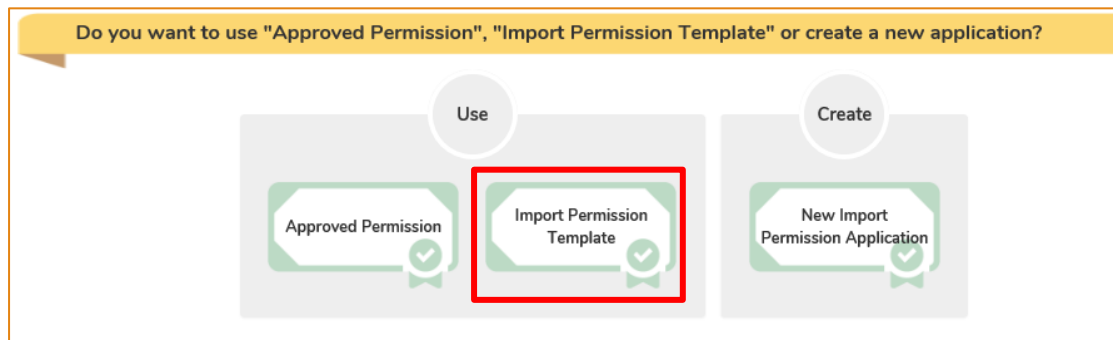 Do you want to use "Approved Permission", "Import Permission Template" or create a new application?
Use
Create
Approved Permission
Import Permission
Template
New Import
Permission Application